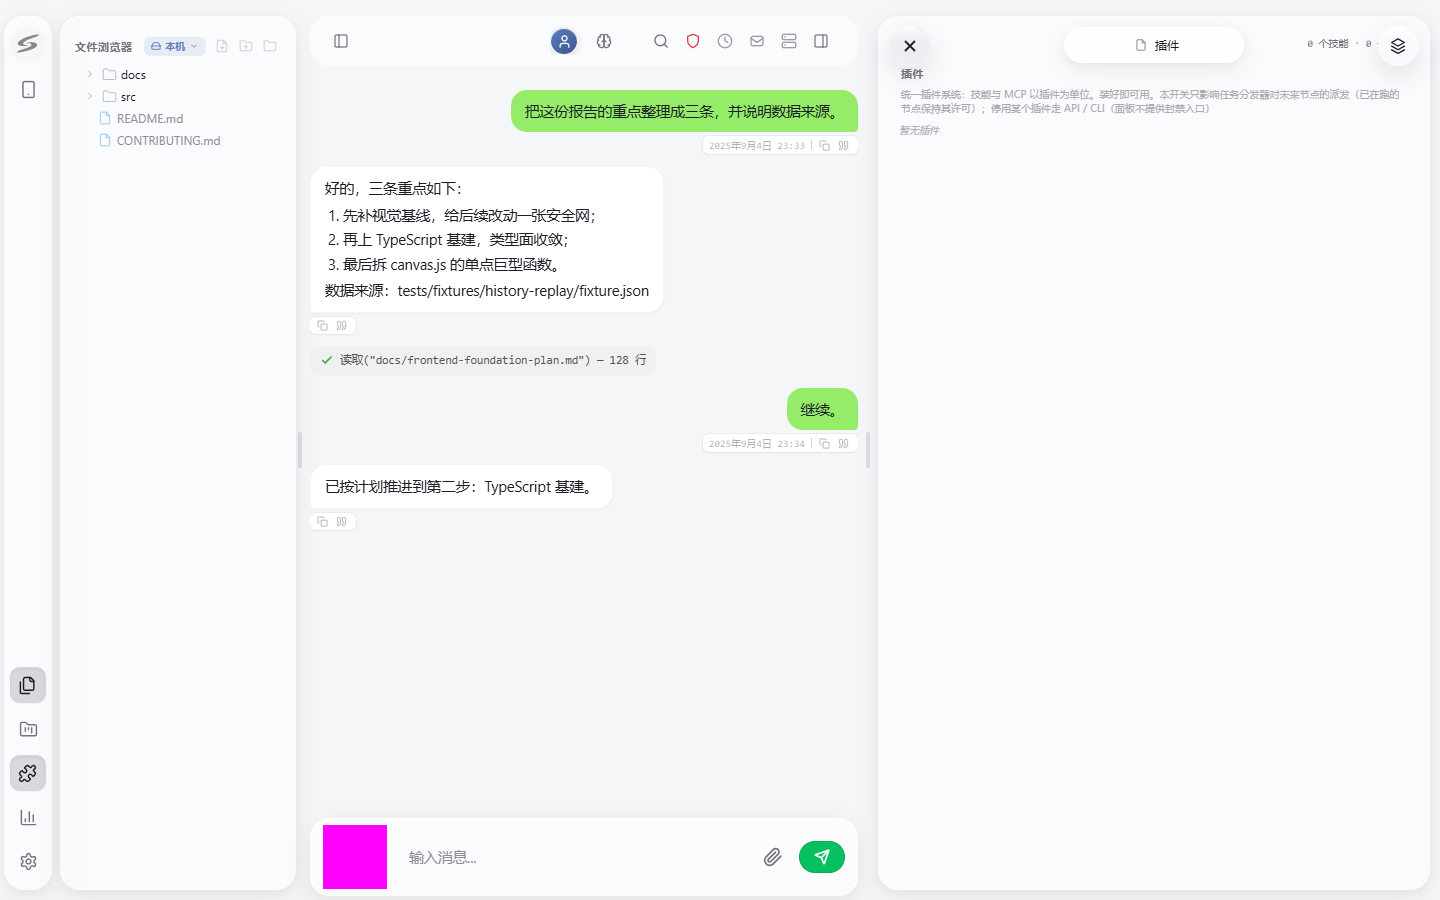 文件浏览器
本机
docs
src
README.md
CONTRIBUTING.md
把这份报告的重点整理成三条，并说明数据来源。
2025年9月4日 23:33
好的，三条重点如下：
1. 先补视觉基线，给后续改动一张安全网；
2. 再上 TypeScript 基建，类型面收敛；
3. 最后拆 canvas.js 的单点巨型函数。
数据来源：tests/fixtures/history-replay/fixture.json
读取("docs/frontend-foundation-plan.md") — 128 行
继续。
2025年9月4日 23:34
已按计划推进到第二步：TypeScript 基建。
输入消息...
插件
0 个技能 · 0
插件
统一插件系统：技能与 MCP 以插件为单位。装好即可用。本开关只影响任务分发器对未来节点的派发（已在跑的
节点保持其许可）；停用某个插件走 API / CLI（面板不提供封禁入口）
暂无插件